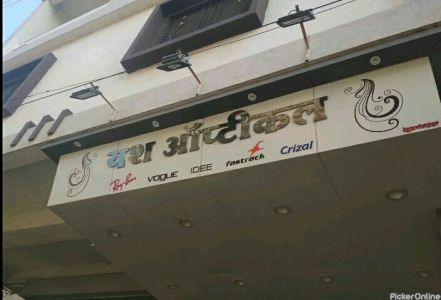 यश ऑप्टीकल
Ray-Ban VOGUE IDEE fastrack Crizal
PickerOnline